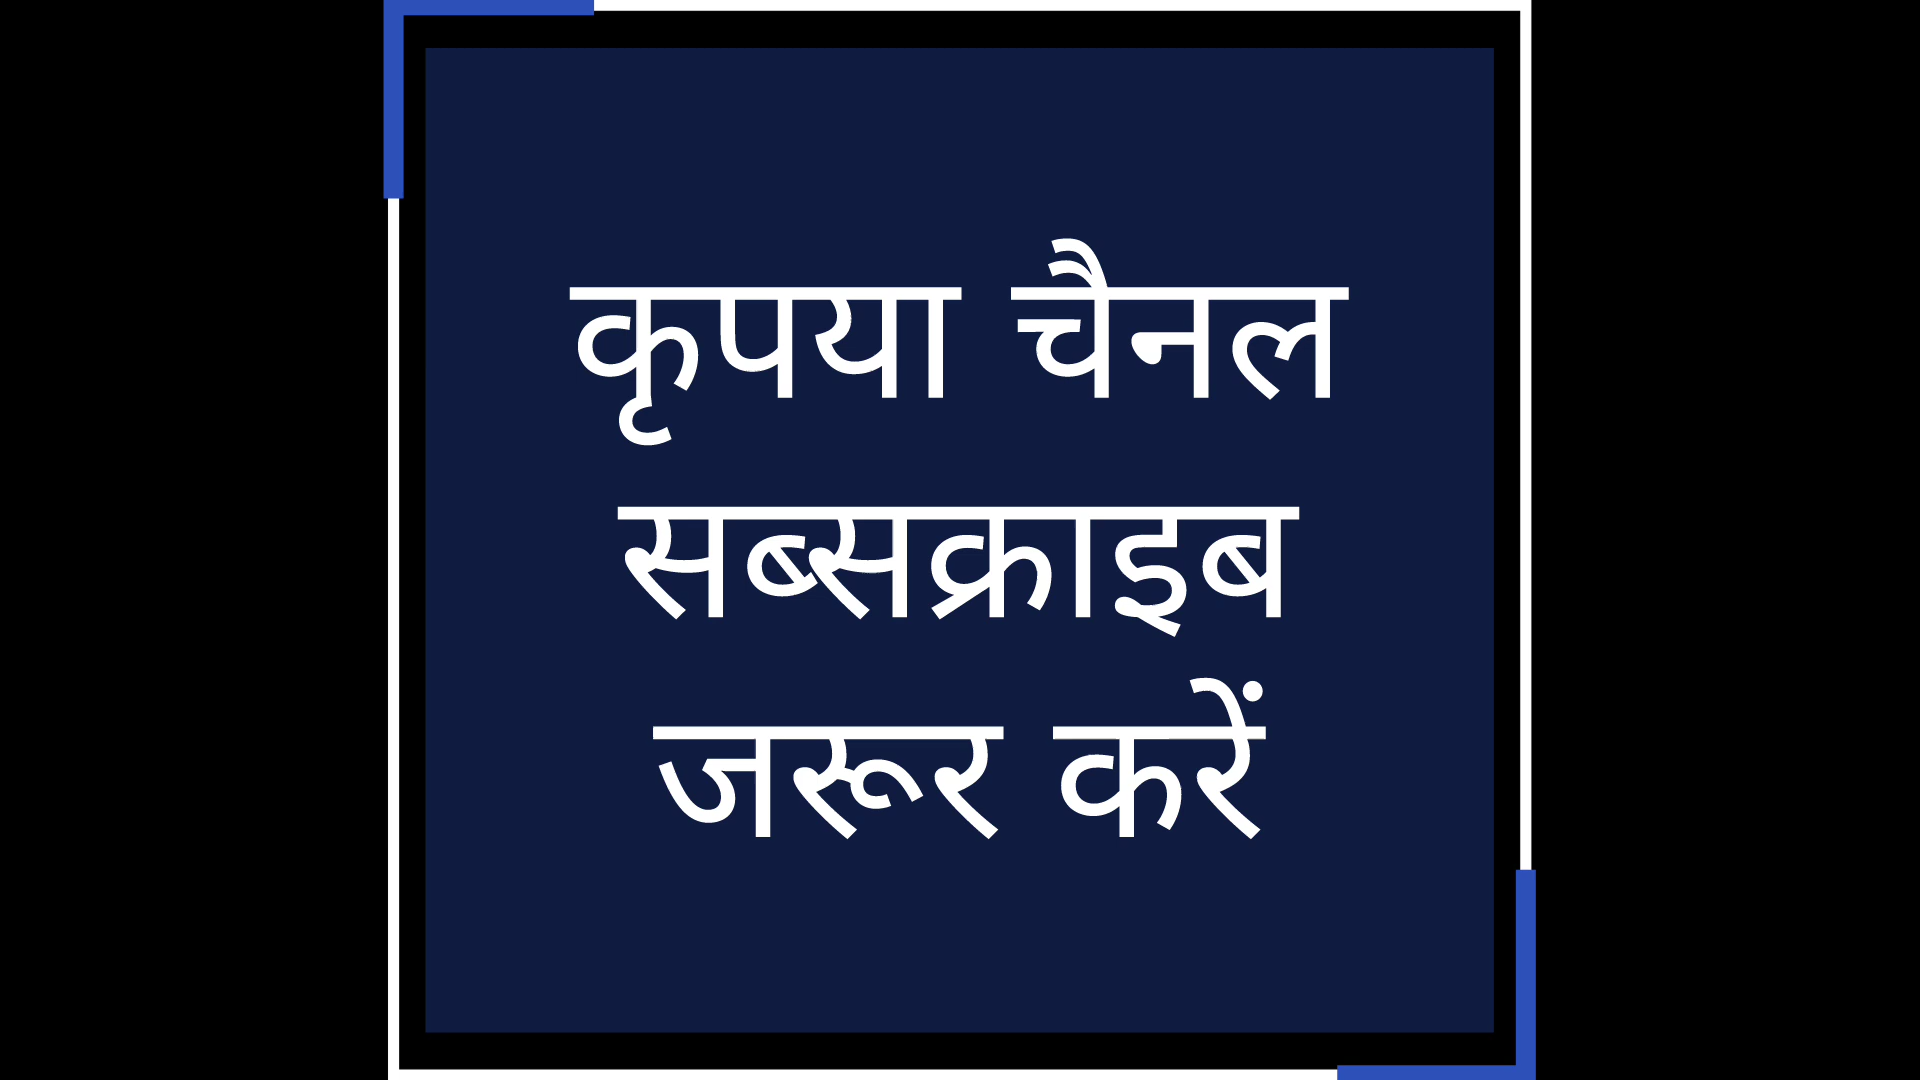 कृपया चैनल
सब्सक्राइब
जरूर करें